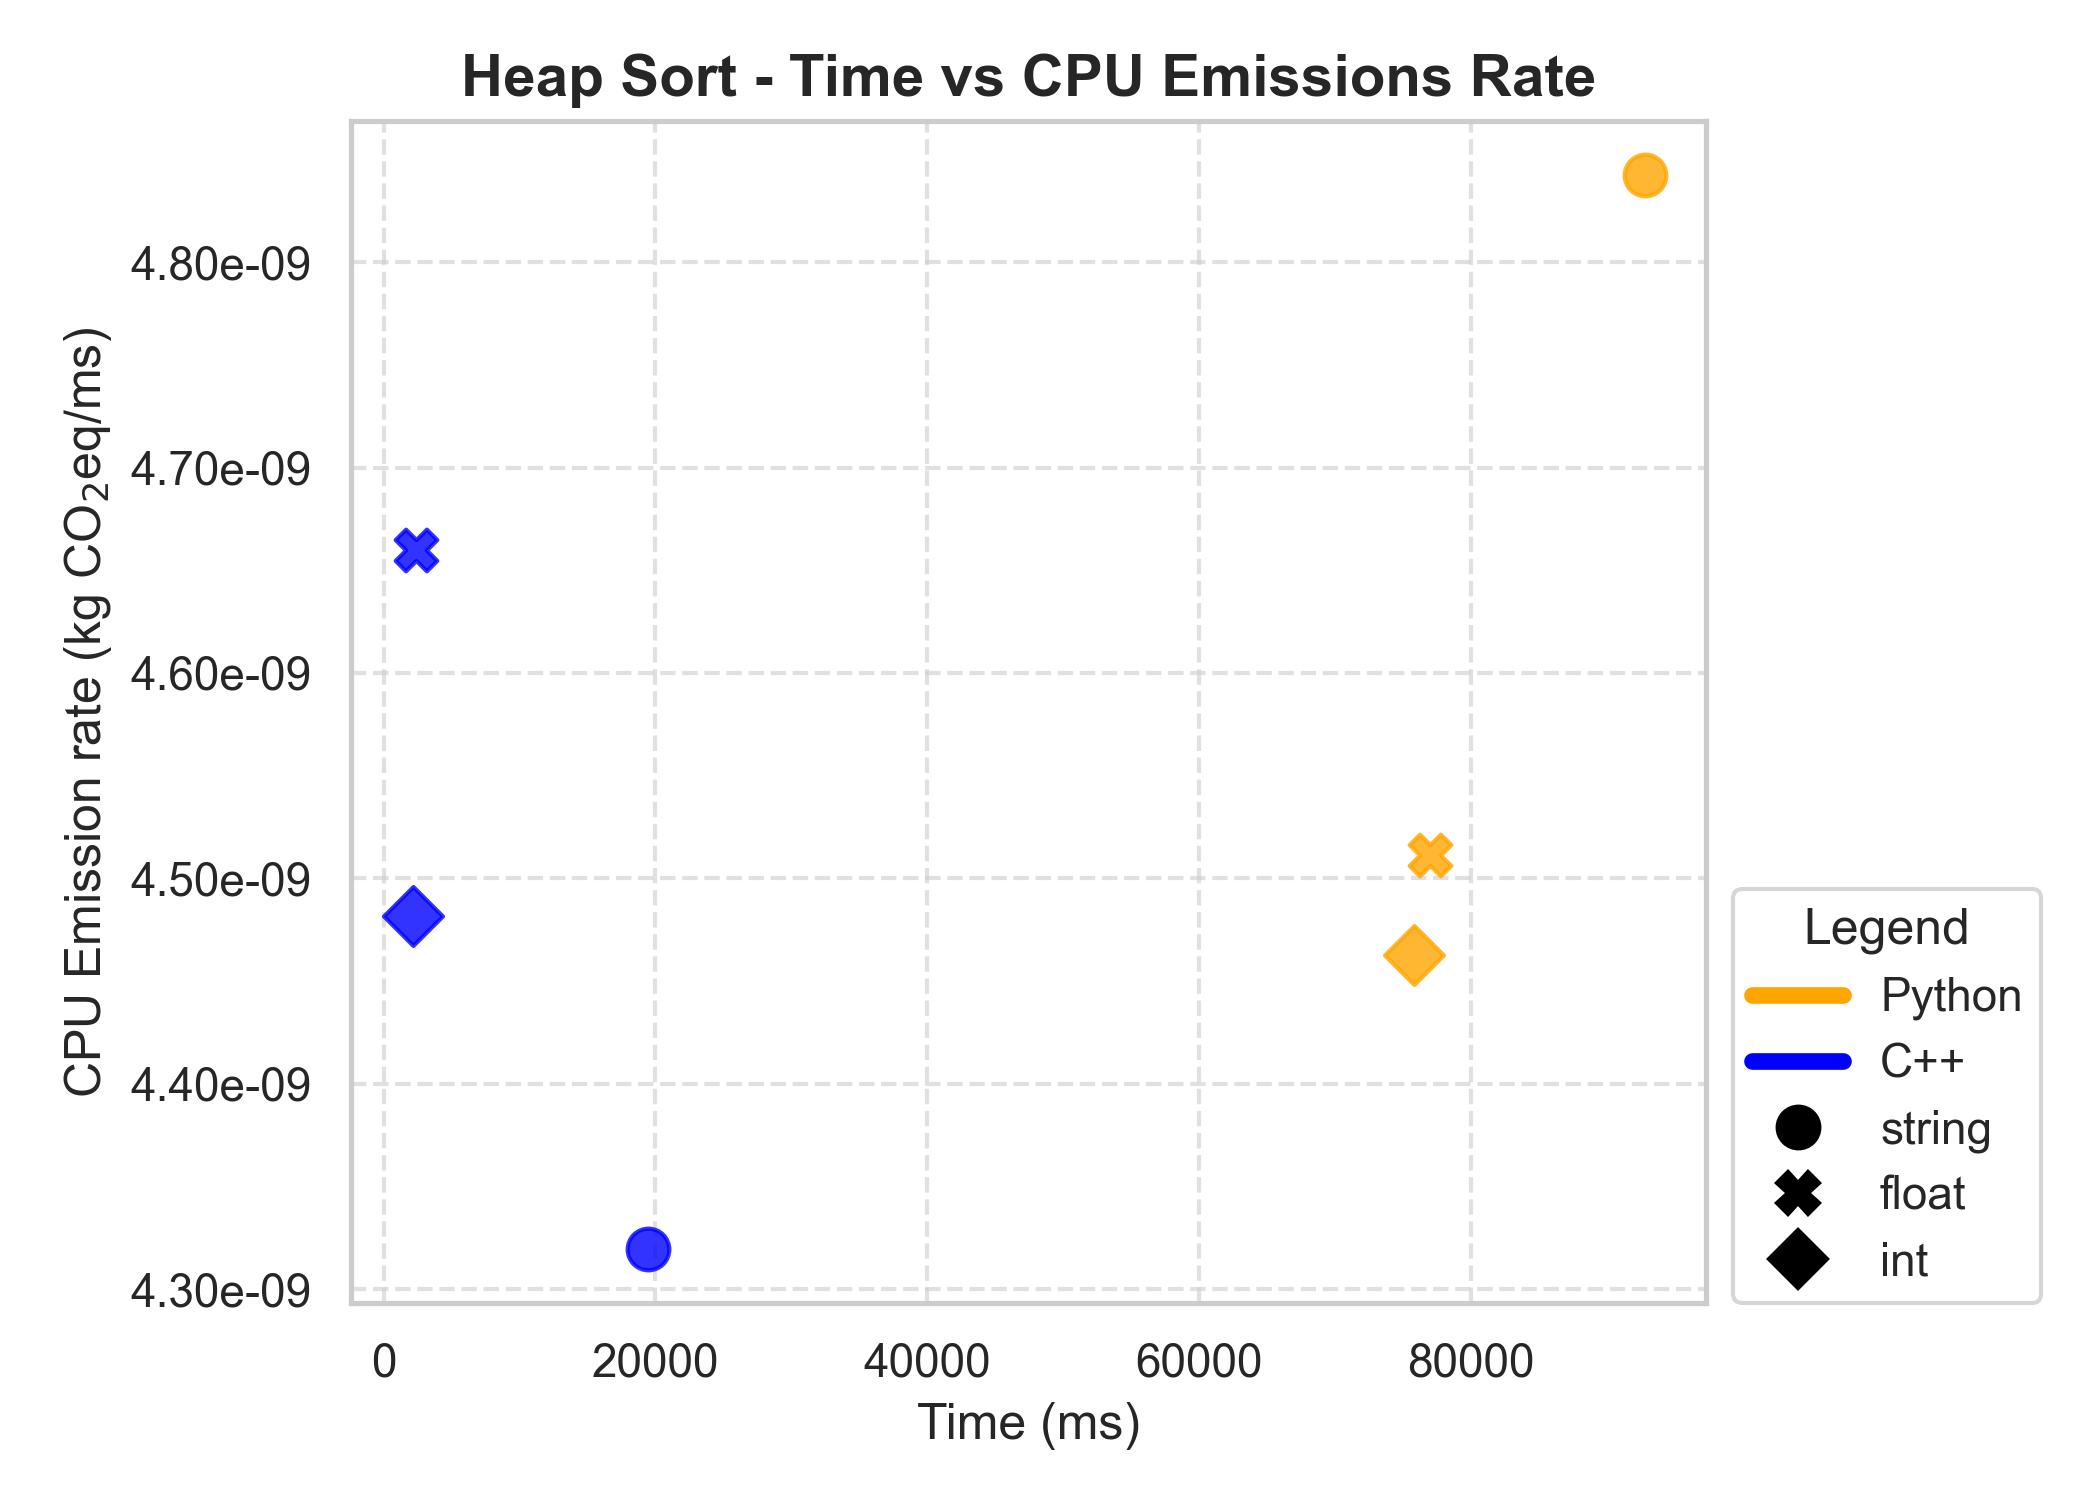 Heap Sort - Time vs CPU Emissions Rate
CPU Emission rate (kg CO₂eq/ms)
4.80e-09
4.70e-09
4.60e-09
4.50e-09
4.40e-09
4.30e-09
0 20000 40000 60000 80000
Time (ms)
Legend
Python
C++
string
float
int